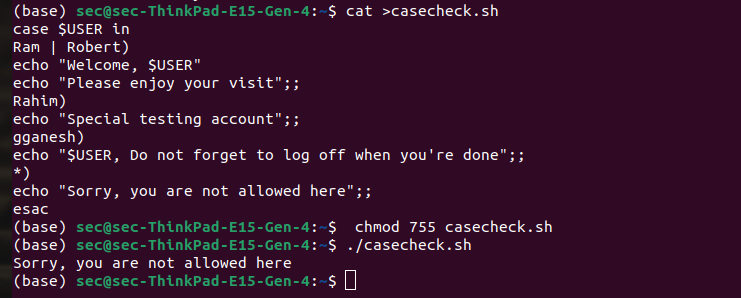 (base) sec@sec-ThinkPad-E15-Gen-4:~$ cat >casecheck.sh
case $USER in
Ram | Robert)
echo "Welcome, $USER"
echo "Please enjoy your visit";;
Rahim)
echo "Special testing account";;
gganesh)
echo "$USER, Do not forget to log off when you're done";;
*)
echo "Sorry, you are not allowed here";;
esac
(base) sec@sec-ThinkPad-E15-Gen-4:~$  chmod 755 casecheck.sh
(base) sec@sec-ThinkPad-E15-Gen-4:~$ ./casecheck.sh
Sorry, you are not allowed here
(base) sec@sec-ThinkPad-E15-Gen-4:~$